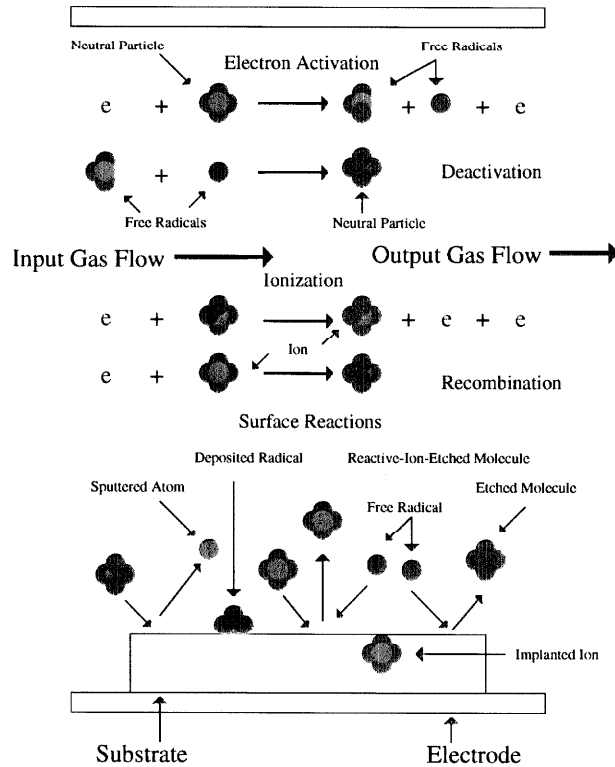 Neutral Particle
Electron Activation
Free Radicals
e + + + e
+ Deactivation
Free Radicals
Neutral Particle
Input Gas Flow
Output Gas Flow
Ionization
e + + e + e
Ion
e + Recombination
Surface Reactions
Deposited Radical
Reactive-Ion-Etched Molecule
Sputtered Atom
Free Radical
Etched Molecule
Implanted Ion
Substrate
Electrode